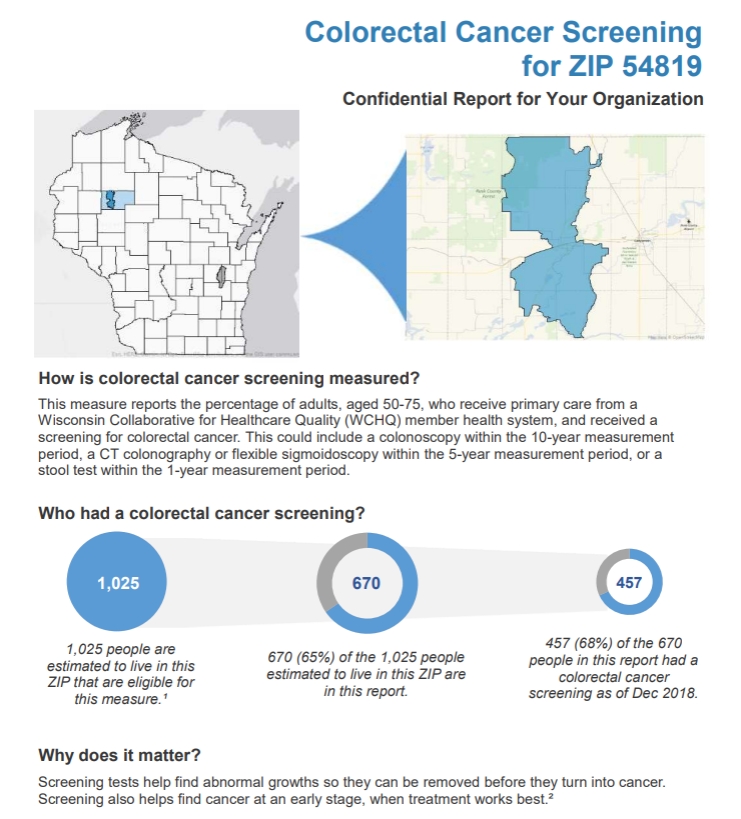 Colorectal Cancer Screening
for ZIP 54819
Confidential Report for Your Organization
How is colorectal cancer screening measured?
This measure reports the percentage of adults, aged 50-75, who receive primary care from a
Wisconsin Collaborative for Healthcare Quality (WCHQ) member health system, and received a
screening for colorectal cancer. This could include a colonoscopy within the 10-year measurement
period, a CT colonography or flexible sigmoidoscopy within the 5-year measurement period, or a
stool test within the 1-year measurement period.
Who had a colorectal cancer screening?
1,025
670
457
1,025 people are
estimated to live in this
ZIP that are eligible for
this measure.¹
670 (65%) of the 1,025 people
estimated to live in this ZIP are
in this report.
457 (68%) of the 670
people in this report had a
colorectal cancer
screening as of Dec 2018.
Why does it matter?
Screening tests help find abnormal growths so they can be removed before they turn into cancer.
Screening also helps find cancer at an early stage, when treatment works best.²